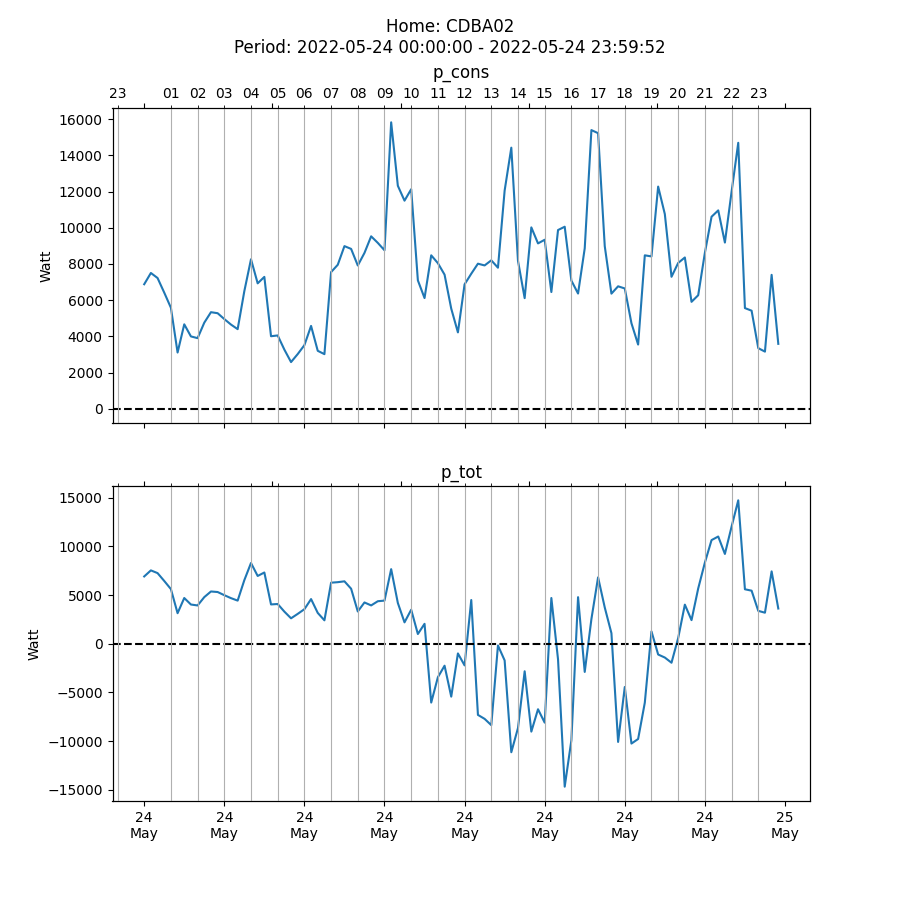 Home: CDBA02
Period: 2022-05-24 00:00:00 - 2022-05-24 23:59:52
p_cons
23 01 02 03 04 05 06 07 08 09 10 11 12 13 14 15 16 17 18 19 20 21 22 23
16000
14000
12000
10000
8000
6000
4000
2000
0
Watt
p_tot
15000
10000
5000
0
−5000
−10000
−15000
Watt
24 24 24 24 24 24 24 24 25
May May May May May May May May May